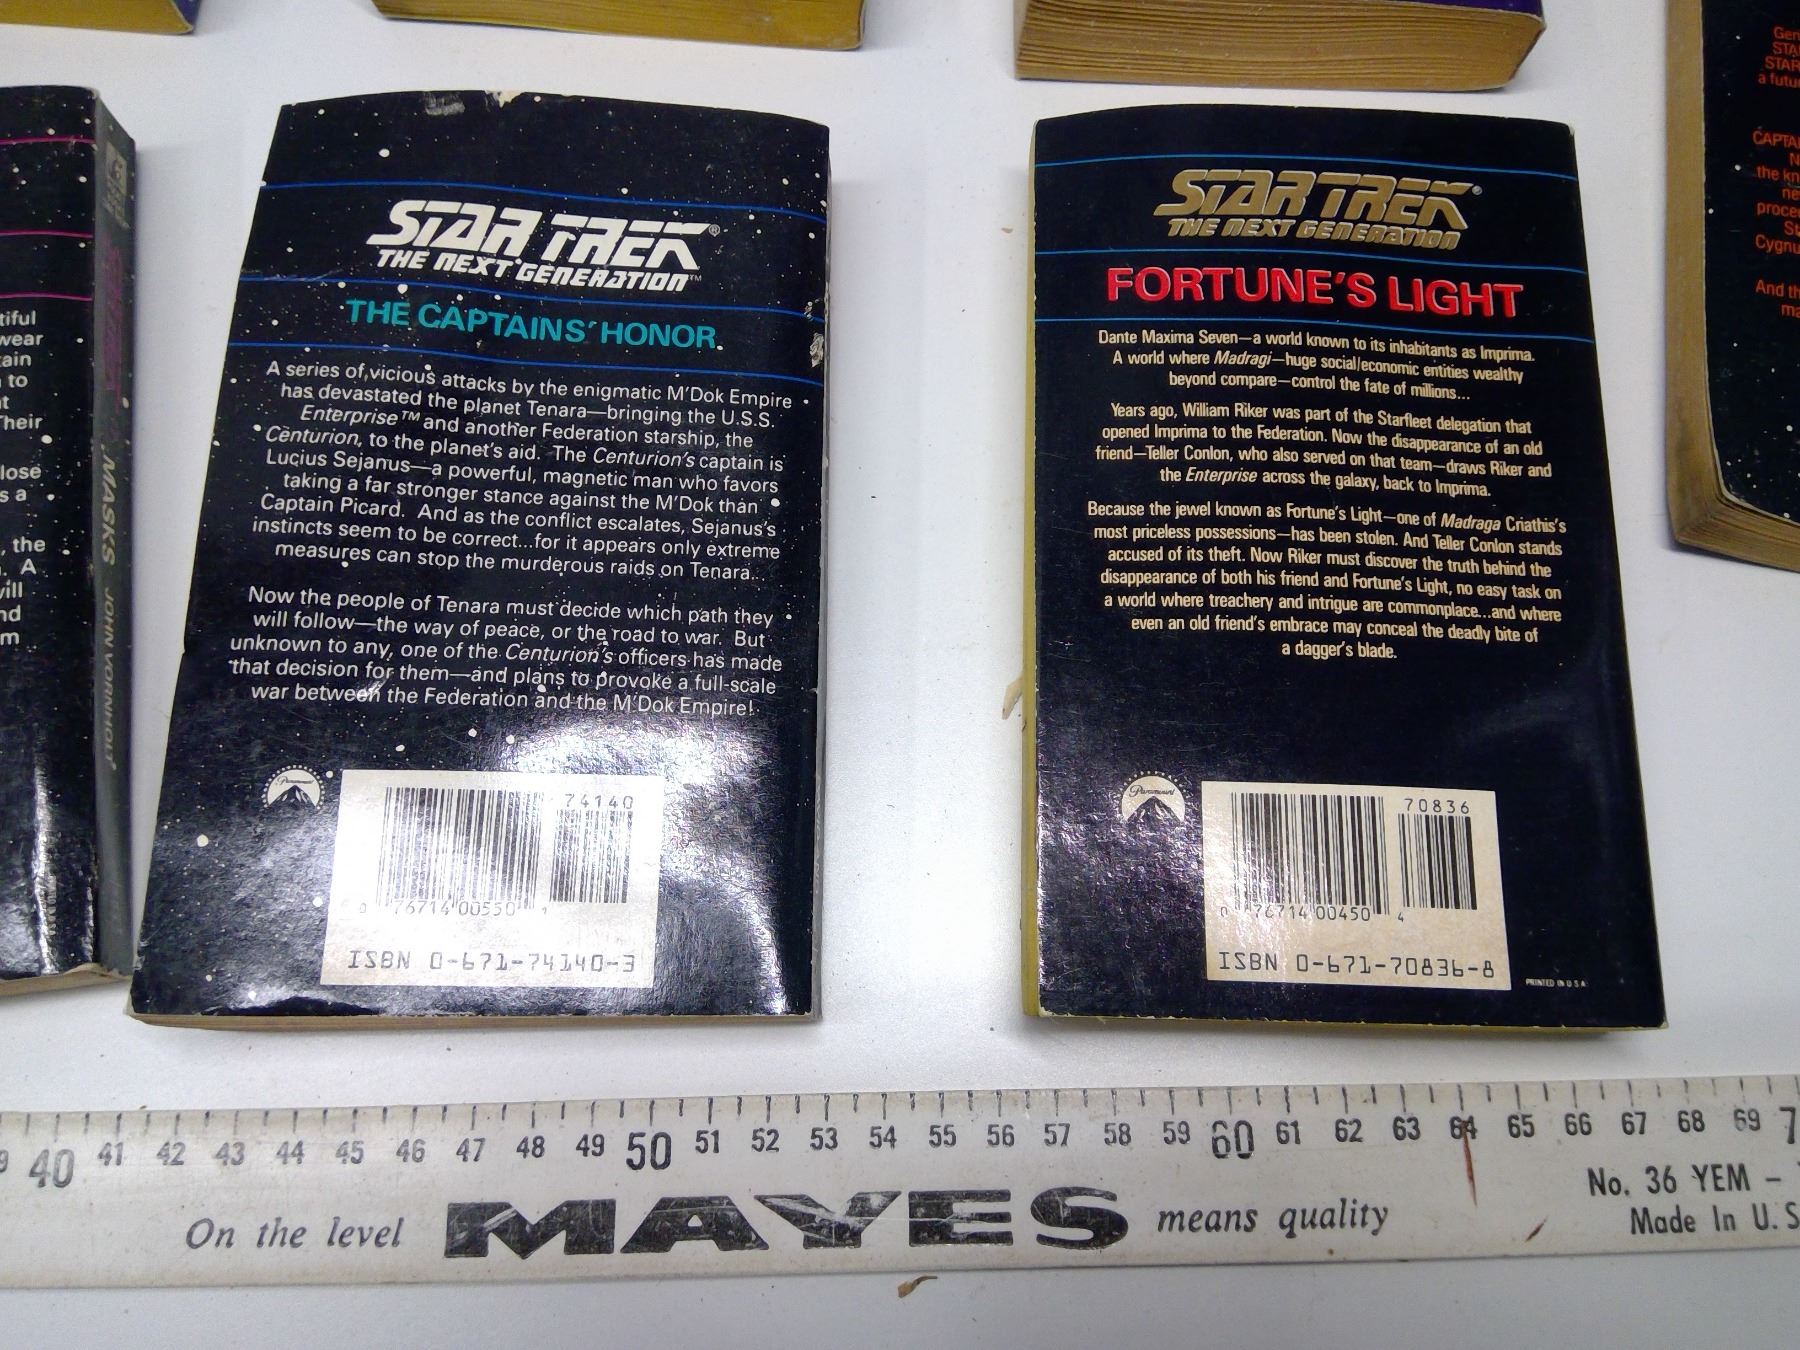 STAR TREK®
THE NEXT GENERATION™
THE CAPTAINS' HONOR
A series of vicious attacks by the enigmatic M'Dok Empire
has devastated the planet Tenara—bringing the U.S.S.
Enterprise™ and another Federation starship, the
Centurion, to the planet's aid. The Centurion's captain is
Lucius Sejanus—a powerful, magnetic man who favors
taking a far stronger stance against the M'Dok than
Captain Picard. And as the conflict escalates, Sejanus's
instincts seem to be correct...for it appears only extreme
measures can stop the murderous raids on Tenara...
Now the people of Tenara must decide which path they
will follow—the way of peace, or the road to war. But
unknown to any, one of the Centurion's officers has made
that decision for them—and plans to provoke a full-scale
war between the Federation and the M'Dok Empire!
Paramount
74140
0 76714 00550 1
ISBN 0-671-74140-3
STAR TREK®
THE NEXT GENERATION
FORTUNE'S LIGHT
Dante Maxima Seven—a world known to its inhabitants as Imprima.
A world where Madragi—huge social/economic entities wealthy
beyond compare—control the fate of millions...
Years ago, William Riker was part of the Starfleet delegation that
opened Imprima to the Federation. Now the disappearance of an old
friend—Teller Conlon, who also served on that team—draws Riker and
the Enterprise across the galaxy, back to Imprima.
Because the jewel known as Fortune's Light—one of Madraga Criathis's
most priceless possessions—has been stolen. And Teller Conlon stands
accused of its theft. Now Riker must discover the truth behind the
disappearance of both his friend and Fortune's Light, no easy task on
a world where treachery and intrigue are commonplace...and where
even an old friend's embrace may conceal the deadly bite of
a dagger's blade.
Paramount
70836
0 76714 00450 4
ISBN 0-671-70836-8
PRINTED IN U S A
MASKS JOHN VORNHOLT
wear
to
Their
the
A
a futu
the
And
40 41 42 43 44 45 46 47 48 49 50 51 52 53 54 55 56 57 58 59 60 61 62 63 64 65 66 67 68 69
On the level MAYES means quality
No. 36 YEM –
Made In U.S